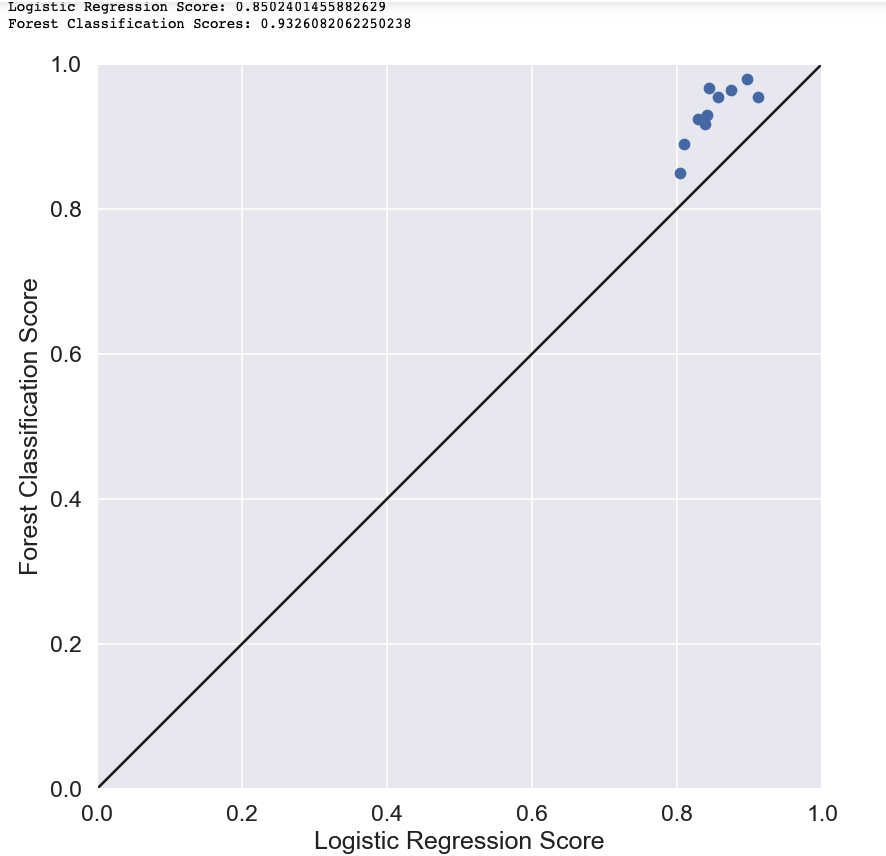 Logistic Regression Score: 0.8502401455882629
Forest Classification Scores: 0.9326082062250238
1.0
0.8
0.6
0.4
0.2
0.0
Forest Classification Score
0.0 0.2 0.4 0.6 0.8 1.0
Logistic Regression Score